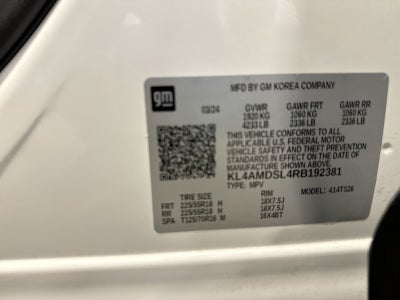 gm
MFD BY GM KOREA COMPANY
03/24 GVWR GAWR FRT GAWR RR
1920 KG 1060 KG 1060 KG
4233 LB 2336 LB 2336 LB
THIS VEHICLE CONFORMS TO ALL
APPLICABLE U.S. FEDERAL MOTOR
VEHICLE SAFETY AND THEFT PREVENTION
STANDARDS IN EFFECT ON THE DATE OF
MANUFACTURE SHOWN ABOVE.
KL4AMDSL4RB192381
TYPE: MPV MODEL: 414TS26
TIRE SIZE RIM
FRT 225/55R18 H 18X7.5J
RR 225/55R18 H 18X7.5J
SPA T125/70R16 M 16X4BT